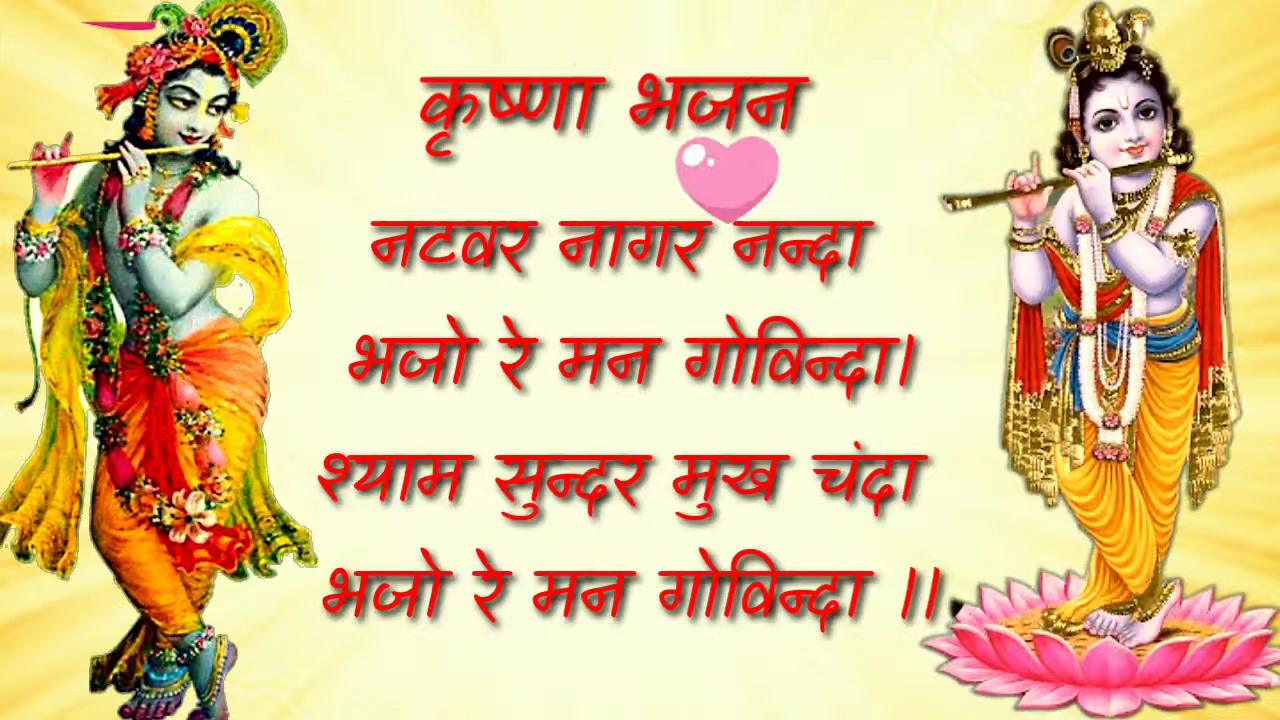 कृष्णा भजन
नटवर नागर नन्दा
भजो रे मन गोविन्दा।
श्याम सुन्दर मुख चंदा
भजो रे मन गोविन्दा ।।